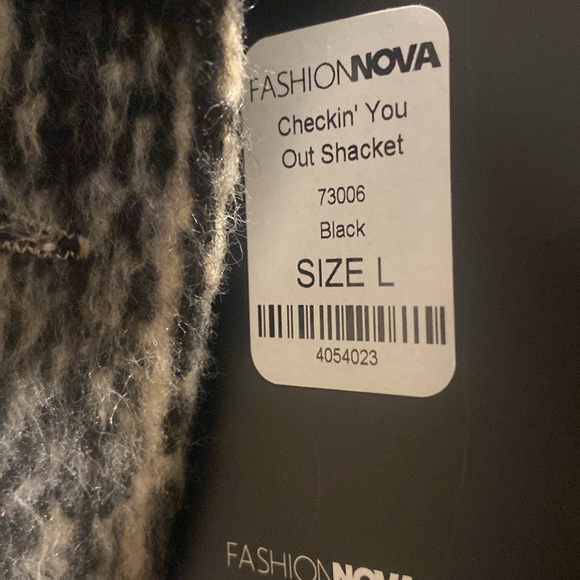 FASHIONNOVA
Checkin' You
Out Shacket
73006
Black
SIZE L
4054023
FASHIONNOVA